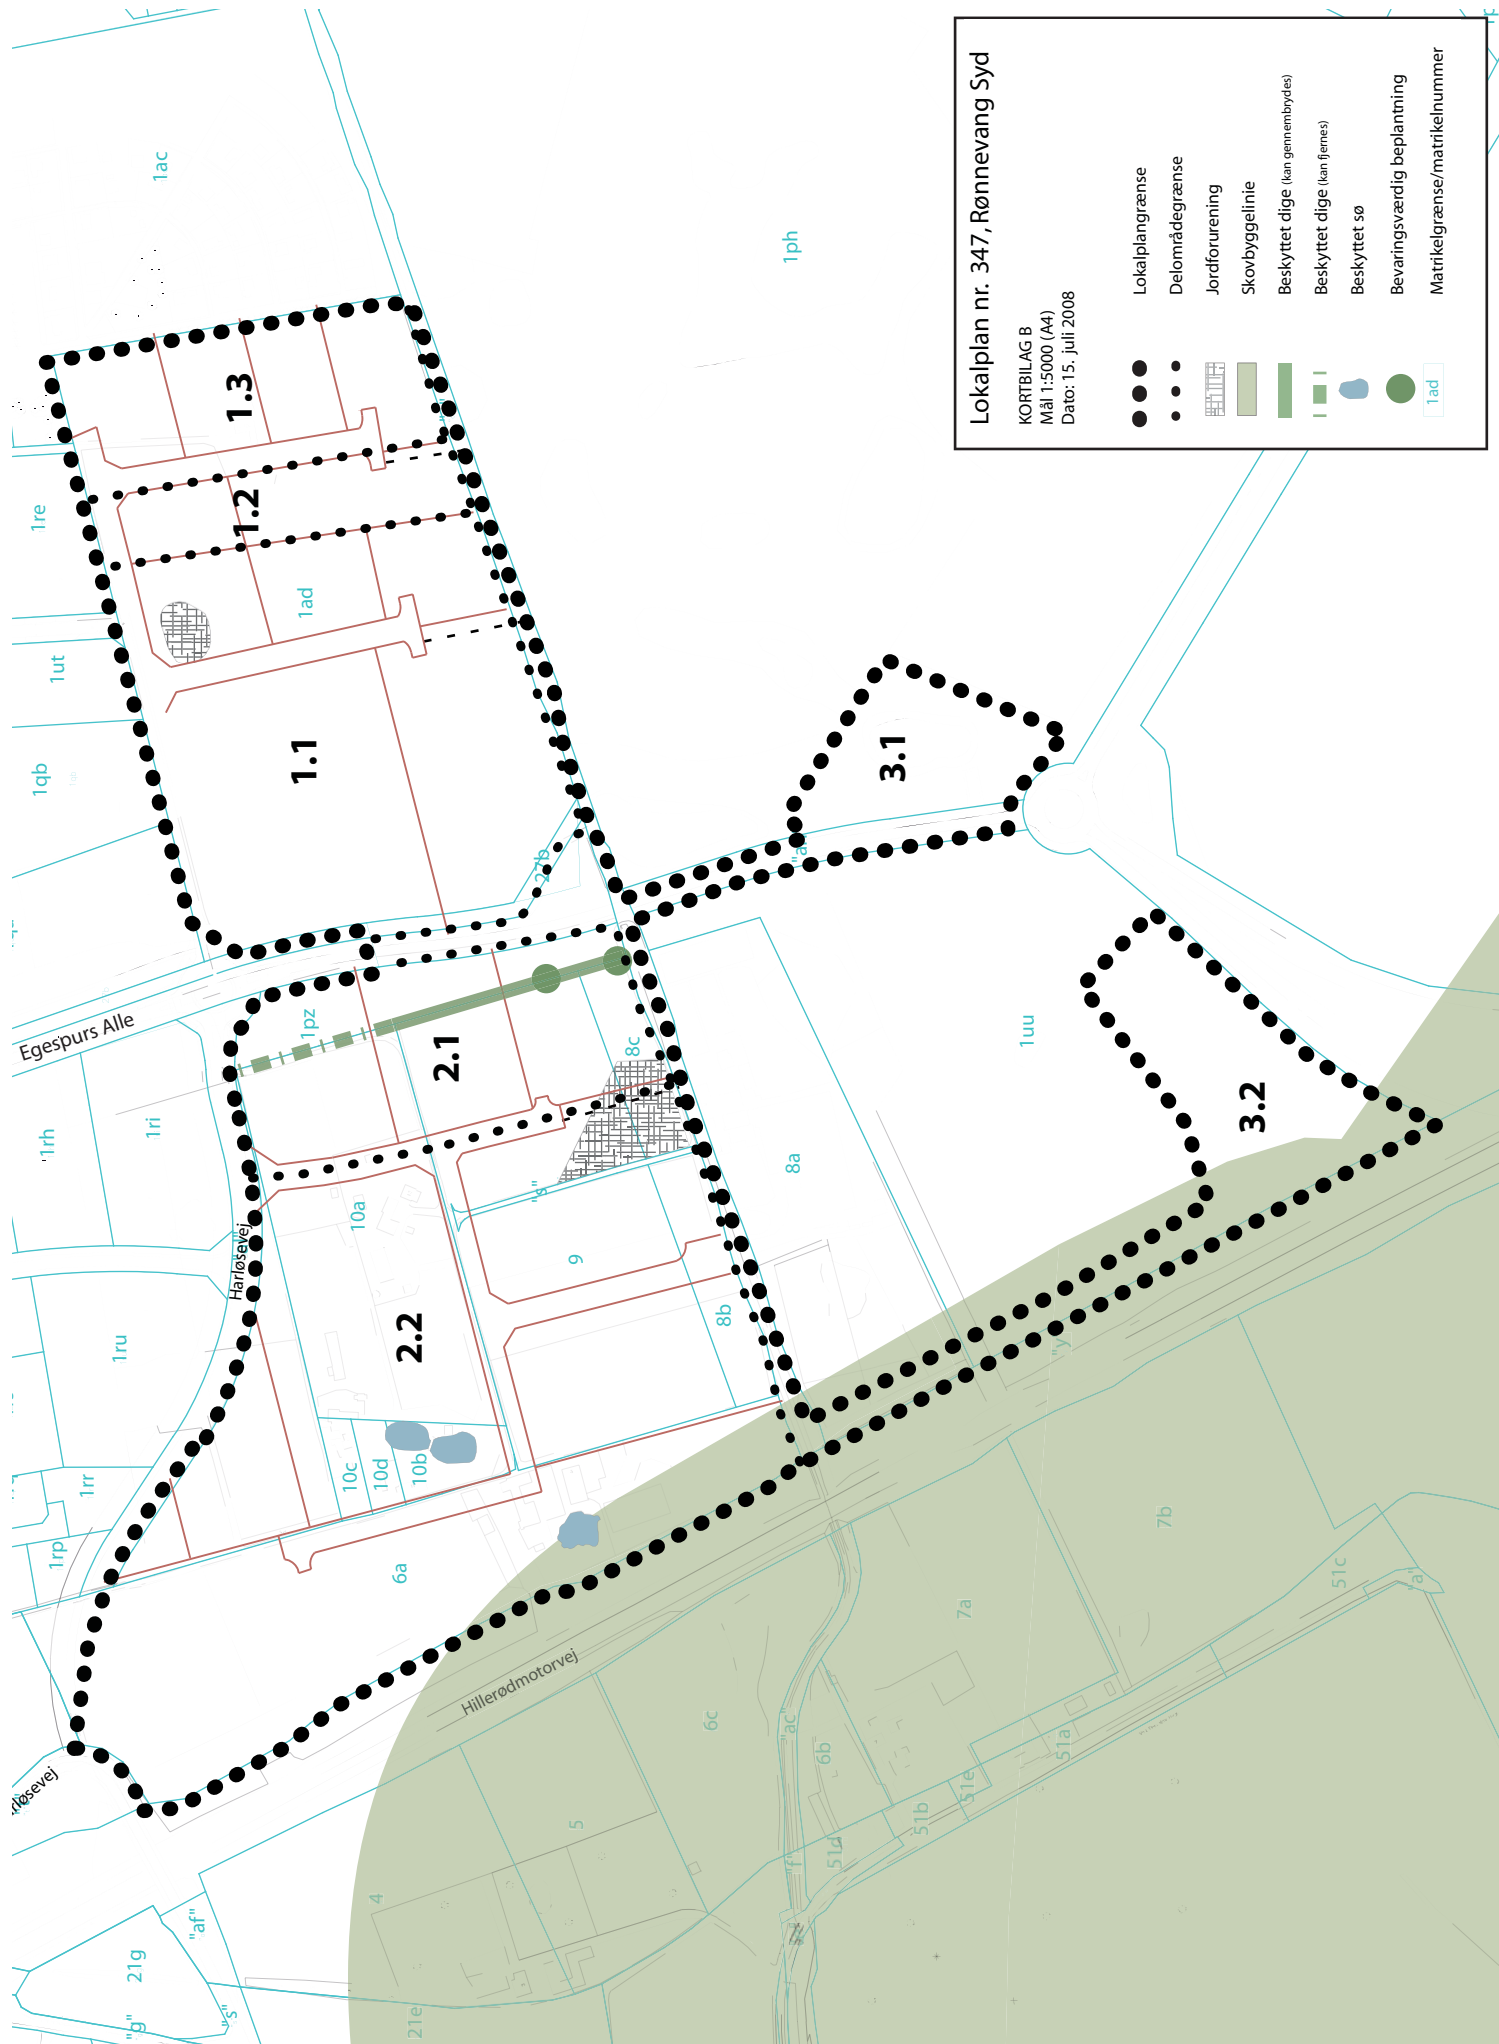 Lokalplan nr. 347, Rønnevang Syd
KORTBILAG B
Mål 1:5000 (A4)
Dato: 15. juli 2008
Lokalplangrænse
Delområdegrænse
Jordforurening
Skovbyggelinie
Beskyttet dige (kan gennembrydes)
Beskyttet dige (kan fjernes)
Beskyttet sø
Bevaringsværdig beplantning
1ad
Matrikelgrænse/matrikelnummer
1ac
1ph
1re
1ut
1qb
1.3
1.2
1ad
1.1
27b
3.1
Egespurs Alle
1pz
1rh
1ri
2.1
8c
1uu
8a
3.2
Harløsevej
10a
"s"
9
8b
2.2
1ru
1rr
1rp
10c
10d
10b
6a
"y"
7b
51c
"a"
7a
Hillerødmotorvej
6c
"ac"
6b
51a
51e
51b
51d
"f"
5
4
21e
21g
"af"
"s"
"g"
rløsevej